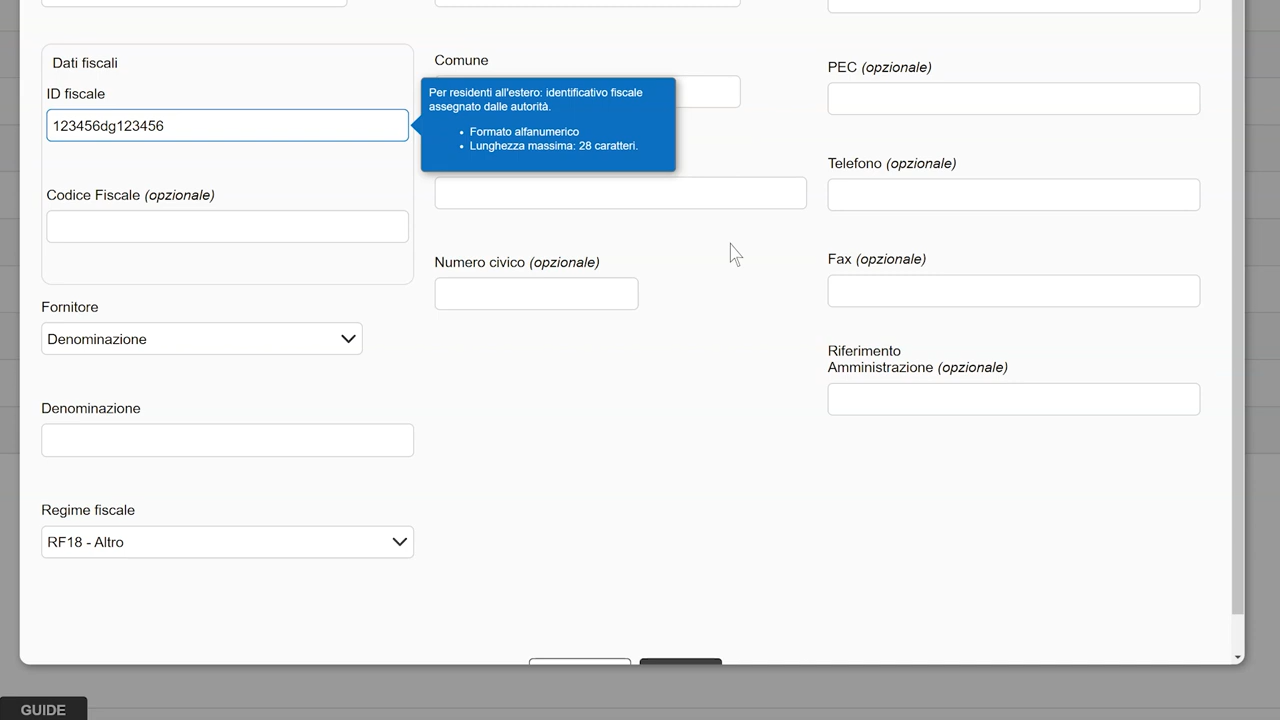 Dati fiscali
ID fiscale
123456dg123456
Codice Fiscale (opzionale)
Fornitore
Denominazione
Denominazione
Regime fiscale
RF18 - Altro
Comune
Per residenti all'estero: identificativo fiscale
assegnato dalle autorità.
• Formato alfanumerico
• Lunghezza massima: 28 caratteri.
Numero civico (opzionale)
PEC (opzionale)
Telefono (opzionale)
Fax (opzionale)
Riferimento
Amministrazione (opzionale)
GUIDE